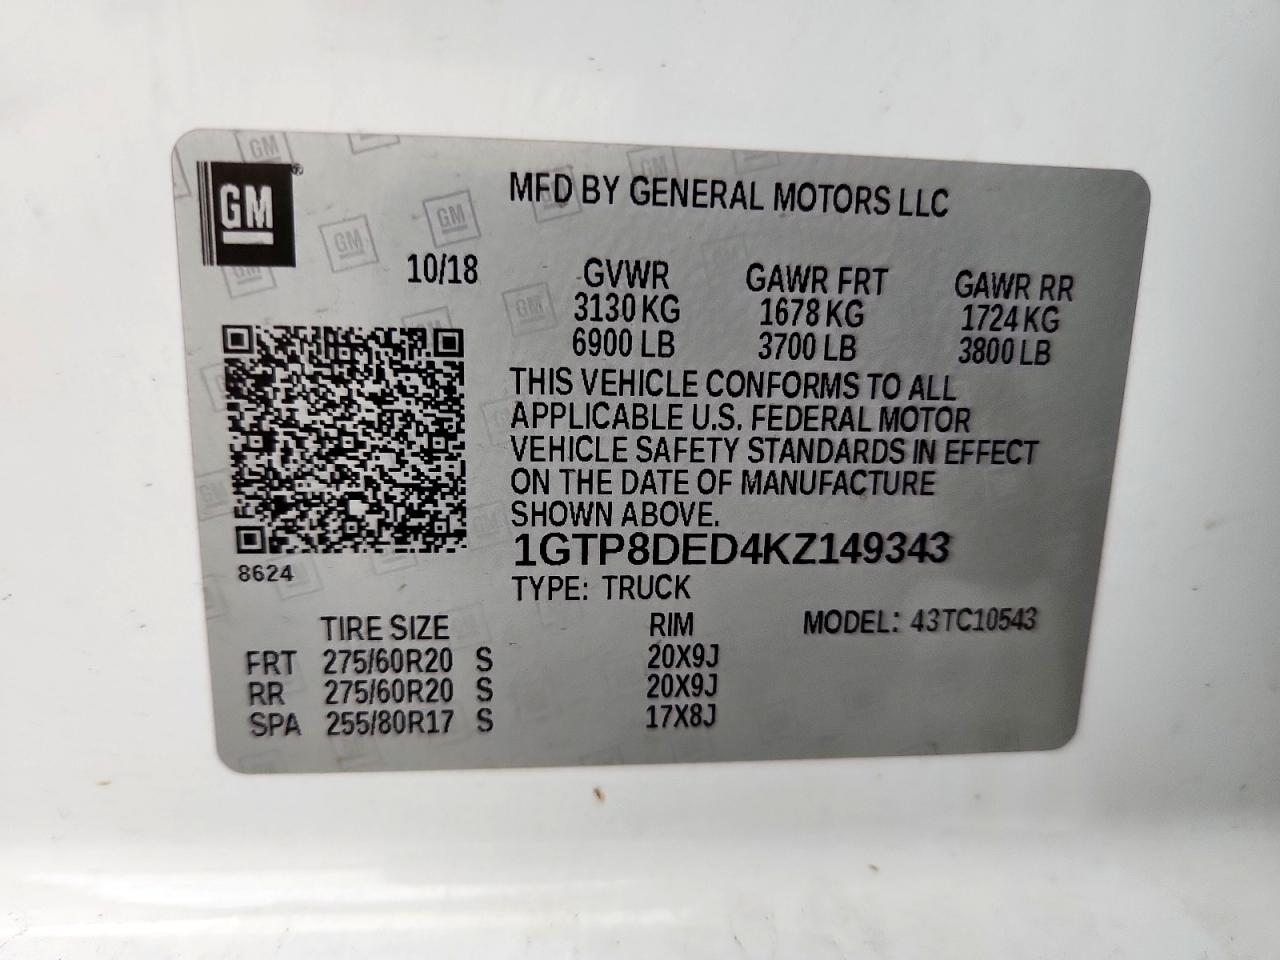 GM®
MFD BY GENERAL MOTORS LLC
10/18
GVWR GAWR FRT GAWR RR
3130 KG 1678 KG 1724 KG
6900 LB 3700 LB 3800 LB
THIS VEHICLE CONFORMS TO ALL
APPLICABLE U.S. FEDERAL MOTOR
VEHICLE SAFETY STANDARDS IN EFFECT
ON THE DATE OF MANUFACTURE
SHOWN ABOVE.
1GTP8DED4KZ149343
8624
TYPE: TRUCK
TIRE SIZE RIM MODEL: 43TC10543
FRT 275/60R20 S 20X9J
RR 275/60R20 S 20X9J
SPA 255/80R17 S 17X8J